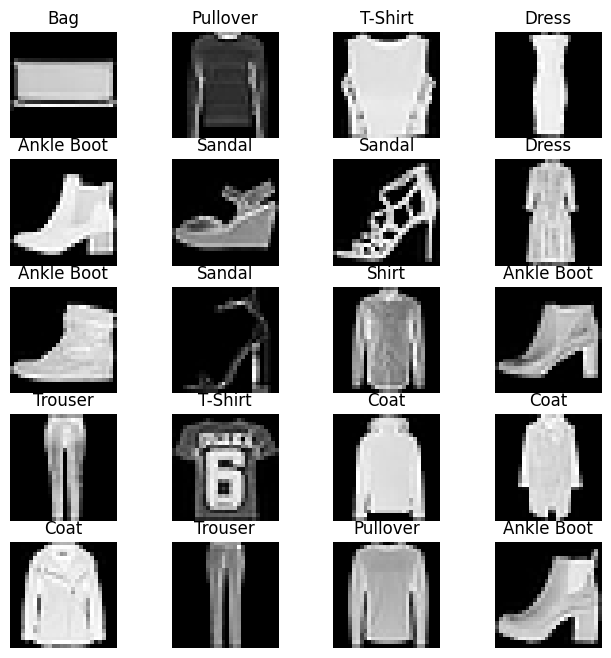 Bag Pullover T-Shirt Dress
Ankle Boot Sandal Sandal Dress
Ankle Boot Sandal Shirt Ankle Boot
Trouser T-Shirt Coat Coat
6
Coat Trouser Pullover Ankle Boot